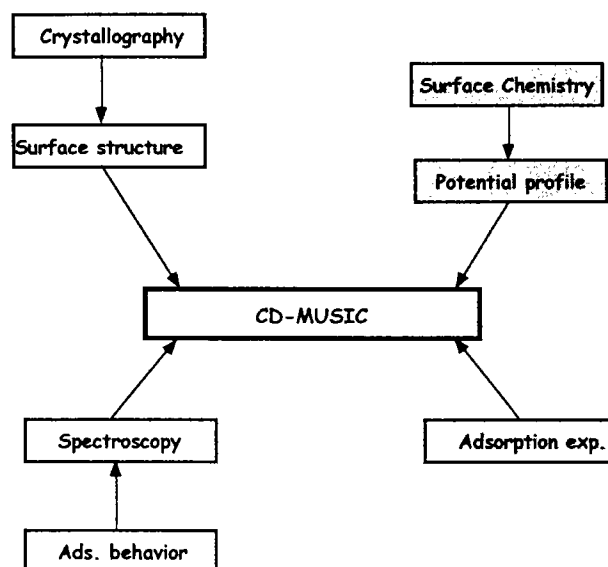 Crystallography
Surface Chemistry
Surface structure
Potential profile
CD-MUSIC
Spectroscopy
Adsorption exp.
Ads. behavior